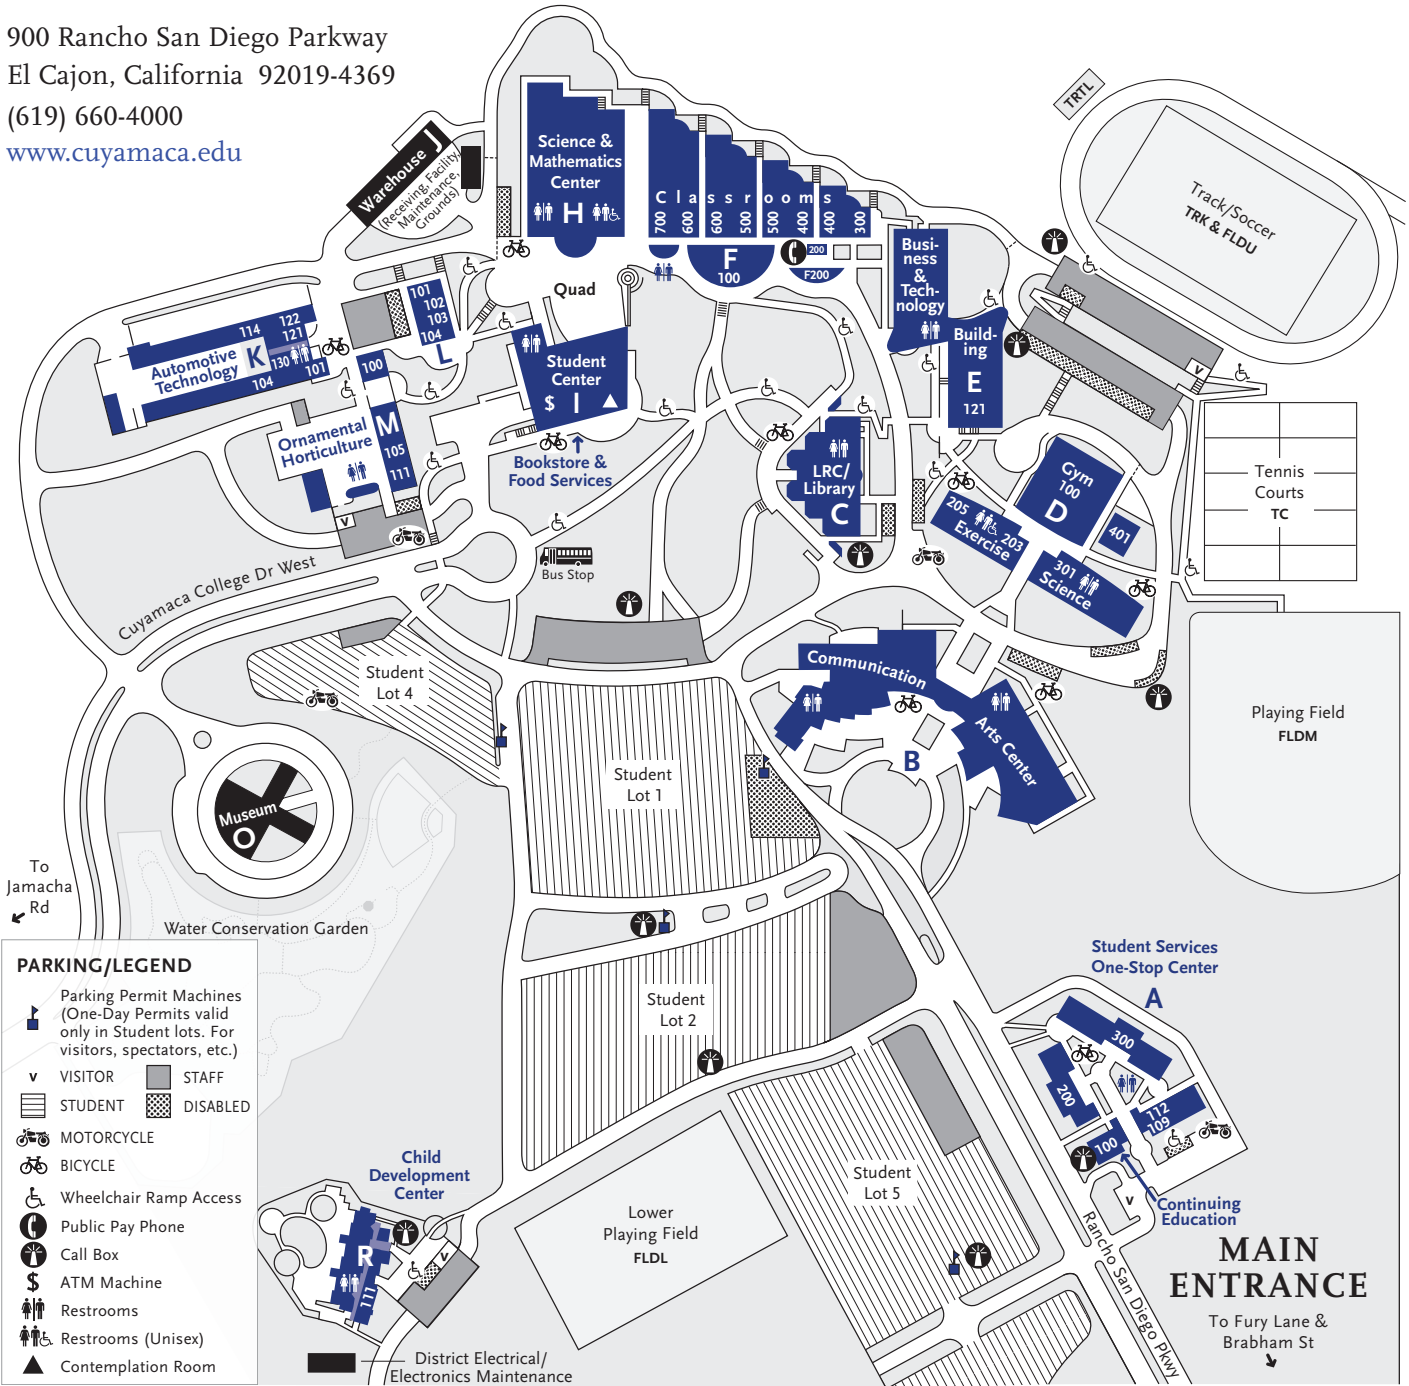 900 Rancho San Diego Parkway
El Cajon, California 92019-4369
(619) 660-4000
www.cuyamaca.edu
TRTL
Track/Soccer
TRK & FLDU
Warehouse J
(Receiving, Facility,
Maintenance,
Grounds)
Science &
Mathematics
Center
H
Classrooms
700
600
600
500
500
400
400
300
F
100
200
F200
Quad
Busi-
ness
&
Tech-
nology
Build-
ing
E
121
101
102
103
104
L
114
122
121
Automotive
Technology
K
130
101
104
100
Ornamental
Horticulture
M
105
111
V
Student
Center
$ I
Bookstore &
Food Services
LRC/
Library
C
Gym
100
D
401
205
203
Exercise
301
Science
V
Tennis
Courts
TC
Bus Stop
Cuyamaca College Dr West
Student
Lot 4
Communication
Arts Center
B
Playing Field
FLDM
Student
Lot 1
Museum
O
To
Jamacha
Rd
Water Conservation Garden
Student
Lot 2
Student Services
One-Stop Center
A
300
200
112
109
100
V
Continuing
Education
Student
Lot 5
Child
Development
Center
R
111
V
Lower
Playing Field
FLDL
Rancho San Diego Pkwy
MAIN
ENTRANCE
To Fury Lane &
Brabham St
District Electrical/
Electronics Maintenance
PARKING/LEGEND
Parking Permit Machines
(One-Day Permits valid
only in Student lots. For
visitors, spectators, etc.)
V VISITOR
STAFF
STUDENT
DISABLED
MOTORCYCLE
BICYCLE
Wheelchair Ramp Access
Public Pay Phone
Call Box
$ ATM Machine
Restrooms
Restrooms (Unisex)
Contemplation Room